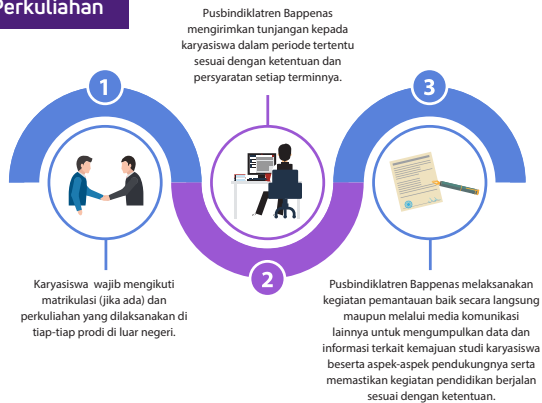 Perkuliahan
1
Karyasiswa wajib mengikuti
matrikulasi (jika ada) dan
perkuliahan yang dilaksanakan di
tiap-tiap prodi di luar negeri.
Pusbindiklatren Bappenas
mengirimkan tunjangan kepada
karyasiswa dalam periode tertentu
sesuai dengan ketentuan dan
persyaratan setiap terminnya.
2
3
Pusbindiklatren Bappenas melaksanakan
kegiatan pemantauan baik secara langsung
maupun melalui media komunikasi
lainnya untuk mengumpulkan data dan
informasi terkait kemajuan studi karyasiswa
beserta aspek-aspek pendukungnya serta
memastikan kegiatan pendidikan berjalan
sesuai dengan ketentuan.